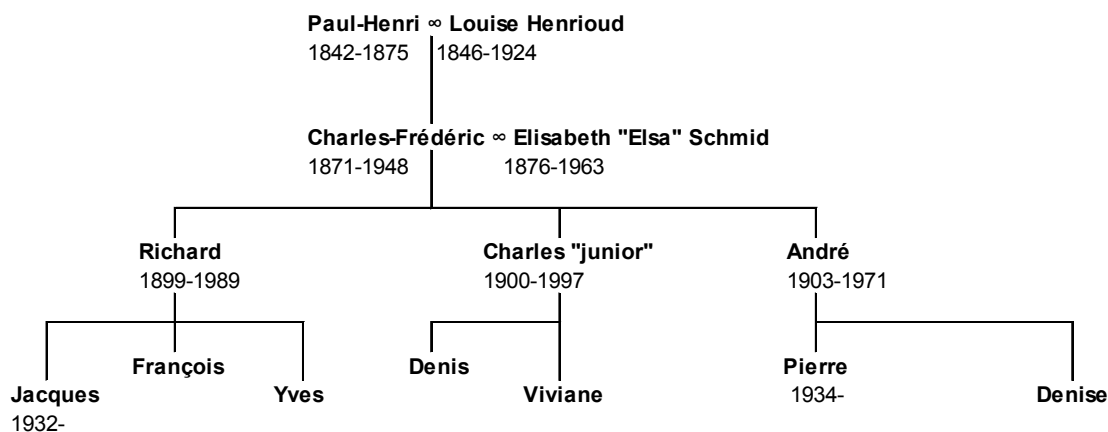 Paul-Henri ∞ Louise Henrioud
1842-1875 1846-1924
Charles-Frédéric ∞ Elisabeth "Elsa" Schmid
1871-1948 1876-1963
Richard Charles "junior" André
1899-1989 1900-1997 1903-1971
François Denis Pierre
Jacques Yves Viviane 1934- Denise
1932-